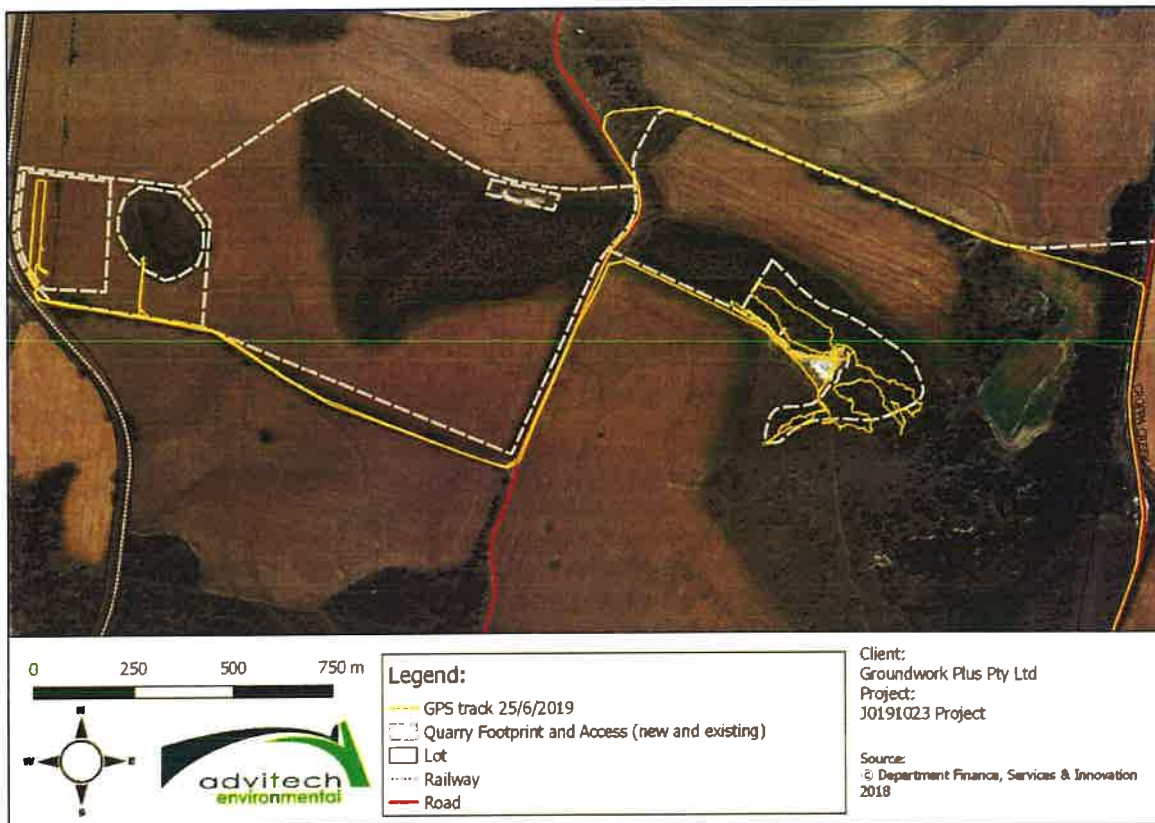 0 250 500 750 m
N
W E
S
advitech
environmental
Legend:
GPS track 25/6/2019
Quarry Footprint and Access (new and existing)
Lot
Railway
Road
Client:
Groundwork Plus Pty Ltd
Project:
J0191023 Project
Source:
© Department Finance, Services & Innovation
2018